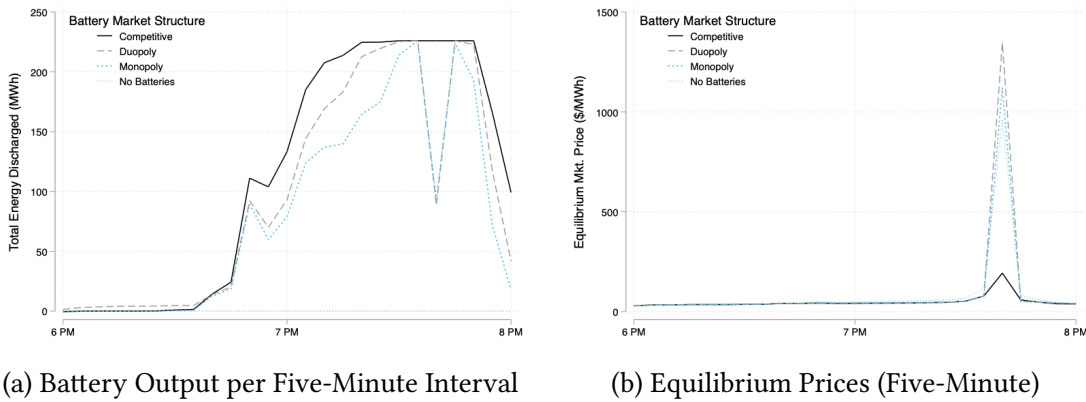 Battery Market Structure
Competitive
Duopoly
Monopoly
No Batteries
Total Energy Discharged (MWh)
250
200
150
100
50
0
6 PM
7 PM
8 PM
(a) Battery Output per Five-Minute Interval
Battery Market Structure
Competitive
Duopoly
Monopoly
No Batteries
Equilibrium Mkt. Price ($/MWh)
1500
1000
500
0
6 PM
7 PM
8 PM
(b) Equilibrium Prices (Five-Minute)